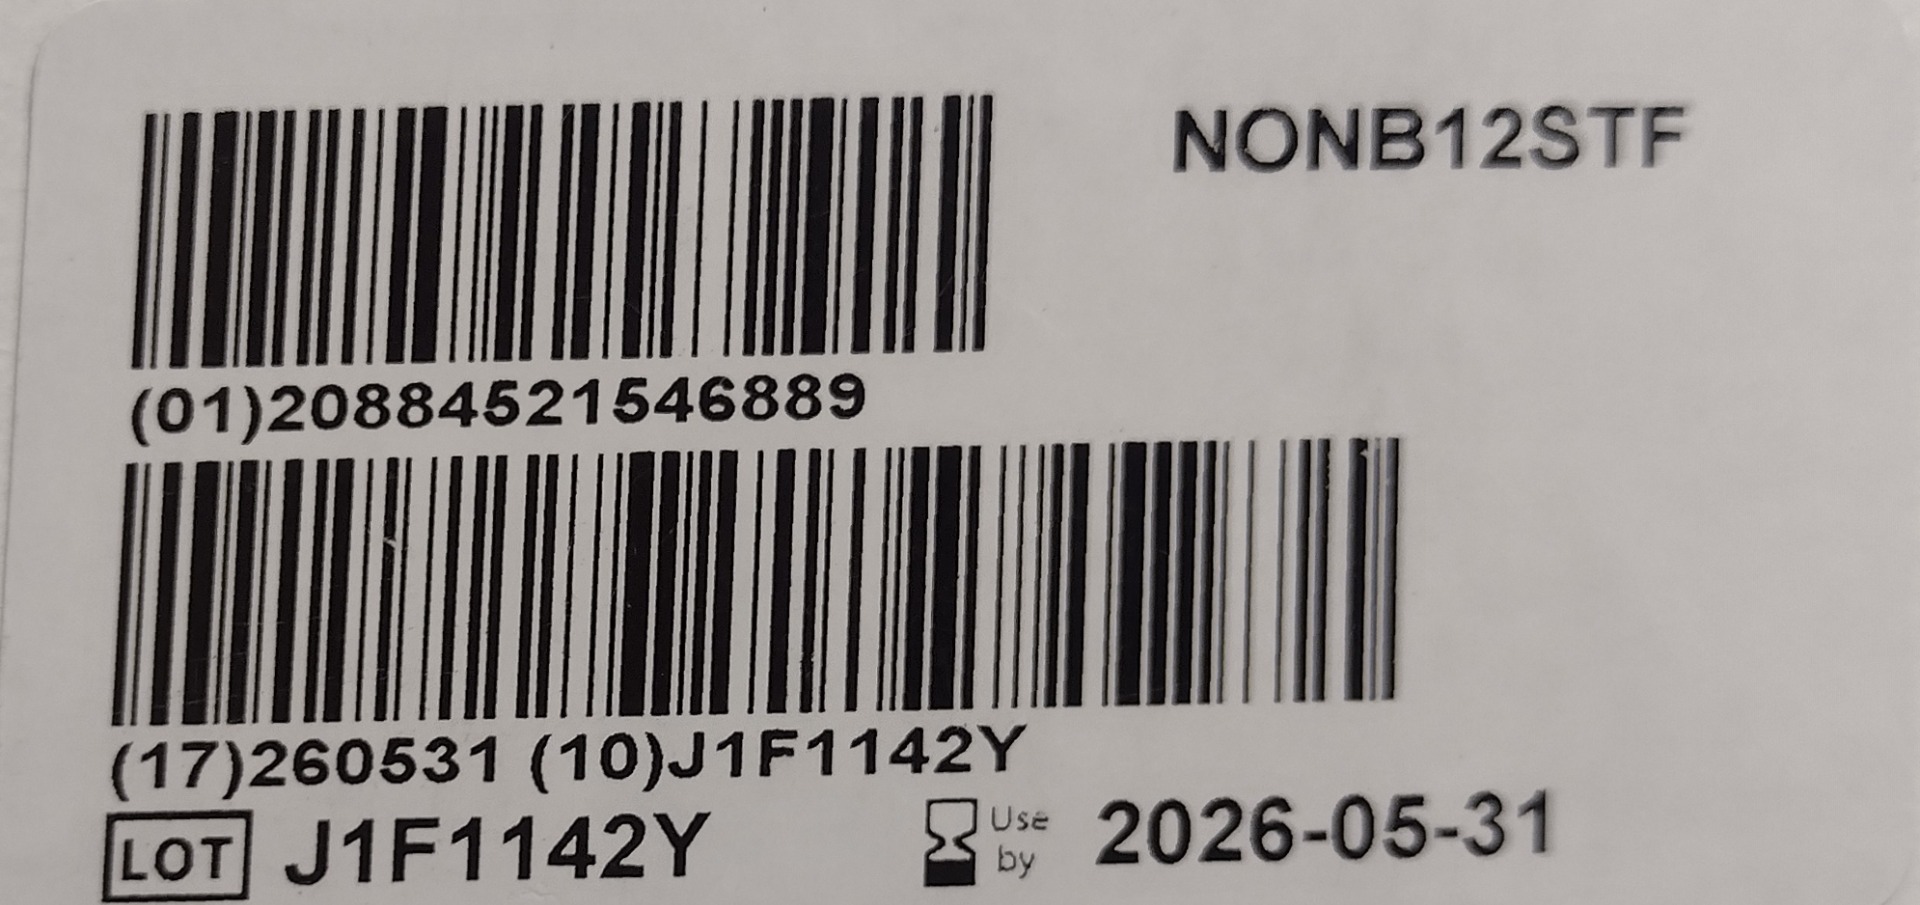 NONB12STF
(01)20884521546889
(17)260531 (10)J1F1142Y
LOT J1F1142Y Use by 2026-05-31